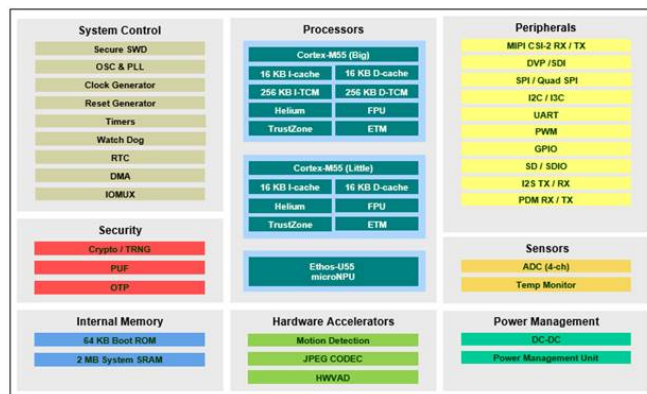 System Control
Secure SWD
OSC & PLL
Clock Generator
Reset Generator
Timers
Watch Dog
RTC
DMA
IOMUX
Security
Crypto / TRNG
PUF
OTP
Internal Memory
64 KB Boot ROM
2 MB System SRAM
Processors
Cortex-M55 (Big)
16 KB I-cache 16 KB D-cache
256 KB I-TCM 256 KB D-TCM
Helium FPU
TrustZone ETM
Cortex-M55 (Little)
16 KB I-cache 16 KB D-cache
Helium FPU
TrustZone ETM
Ethos-U55
microNPU
Hardware Accelerators
Motion Detection
JPEG CODEC
HWVAD
Peripherals
MIPI CSI-2 RX / TX
DVP /SDI
SPI / Quad SPI
I2C / I3C
UART
PWM
GPIO
SD / SDIO
I2S TX / RX
PDM RX / TX
Sensors
ADC (4-ch)
Temp Monitor
Power Management
DC-DC
Power Management Unit